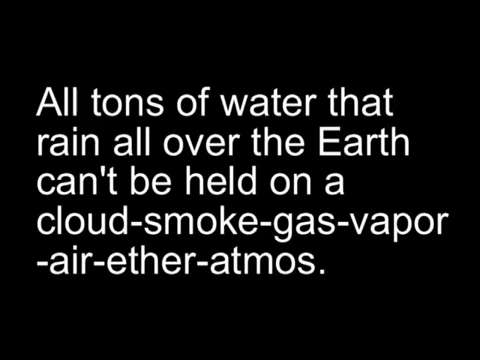 All tons of water that
rain all over the Earth
can't be held on a
cloud-smoke-gas-vapor
-air-ether-atmos.